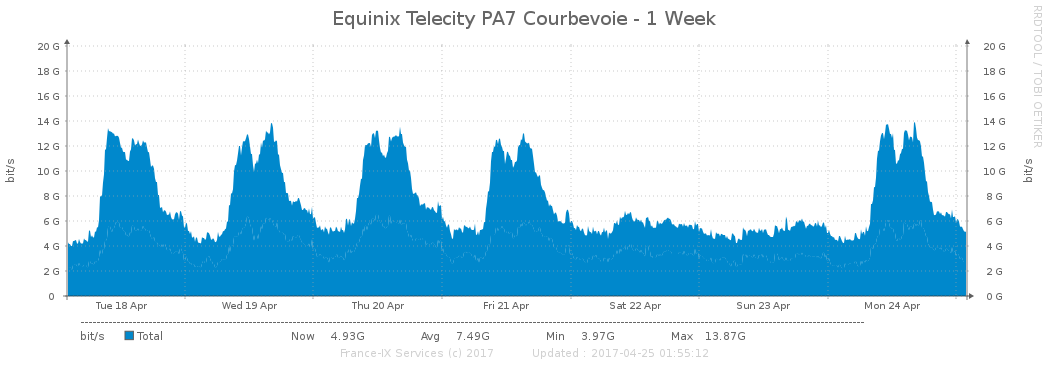 Equinix Telecity PA7 Courbevoie - 1 Week
RRDTOOL / TOBI OETIKER
bit/s
20 G 20 G
18 G 18 G
16 G 16 G
14 G 14 G
12 G 12 G
10 G 10 G
8 G 8 G
6 G 6 G
4 G 4 G
2 G 2 G
0 0 G
bit/s
Tue 18 Apr Wed 19 Apr Thu 20 Apr Fri 21 Apr Sat 22 Apr Sun 23 Apr Mon 24 Apr
bit/s Total Now 4.93G Avg 7.49G Min 3.97G Max 13.87G
France-IX Services (c) 2017 Updated : 2017-04-25 01:55:12